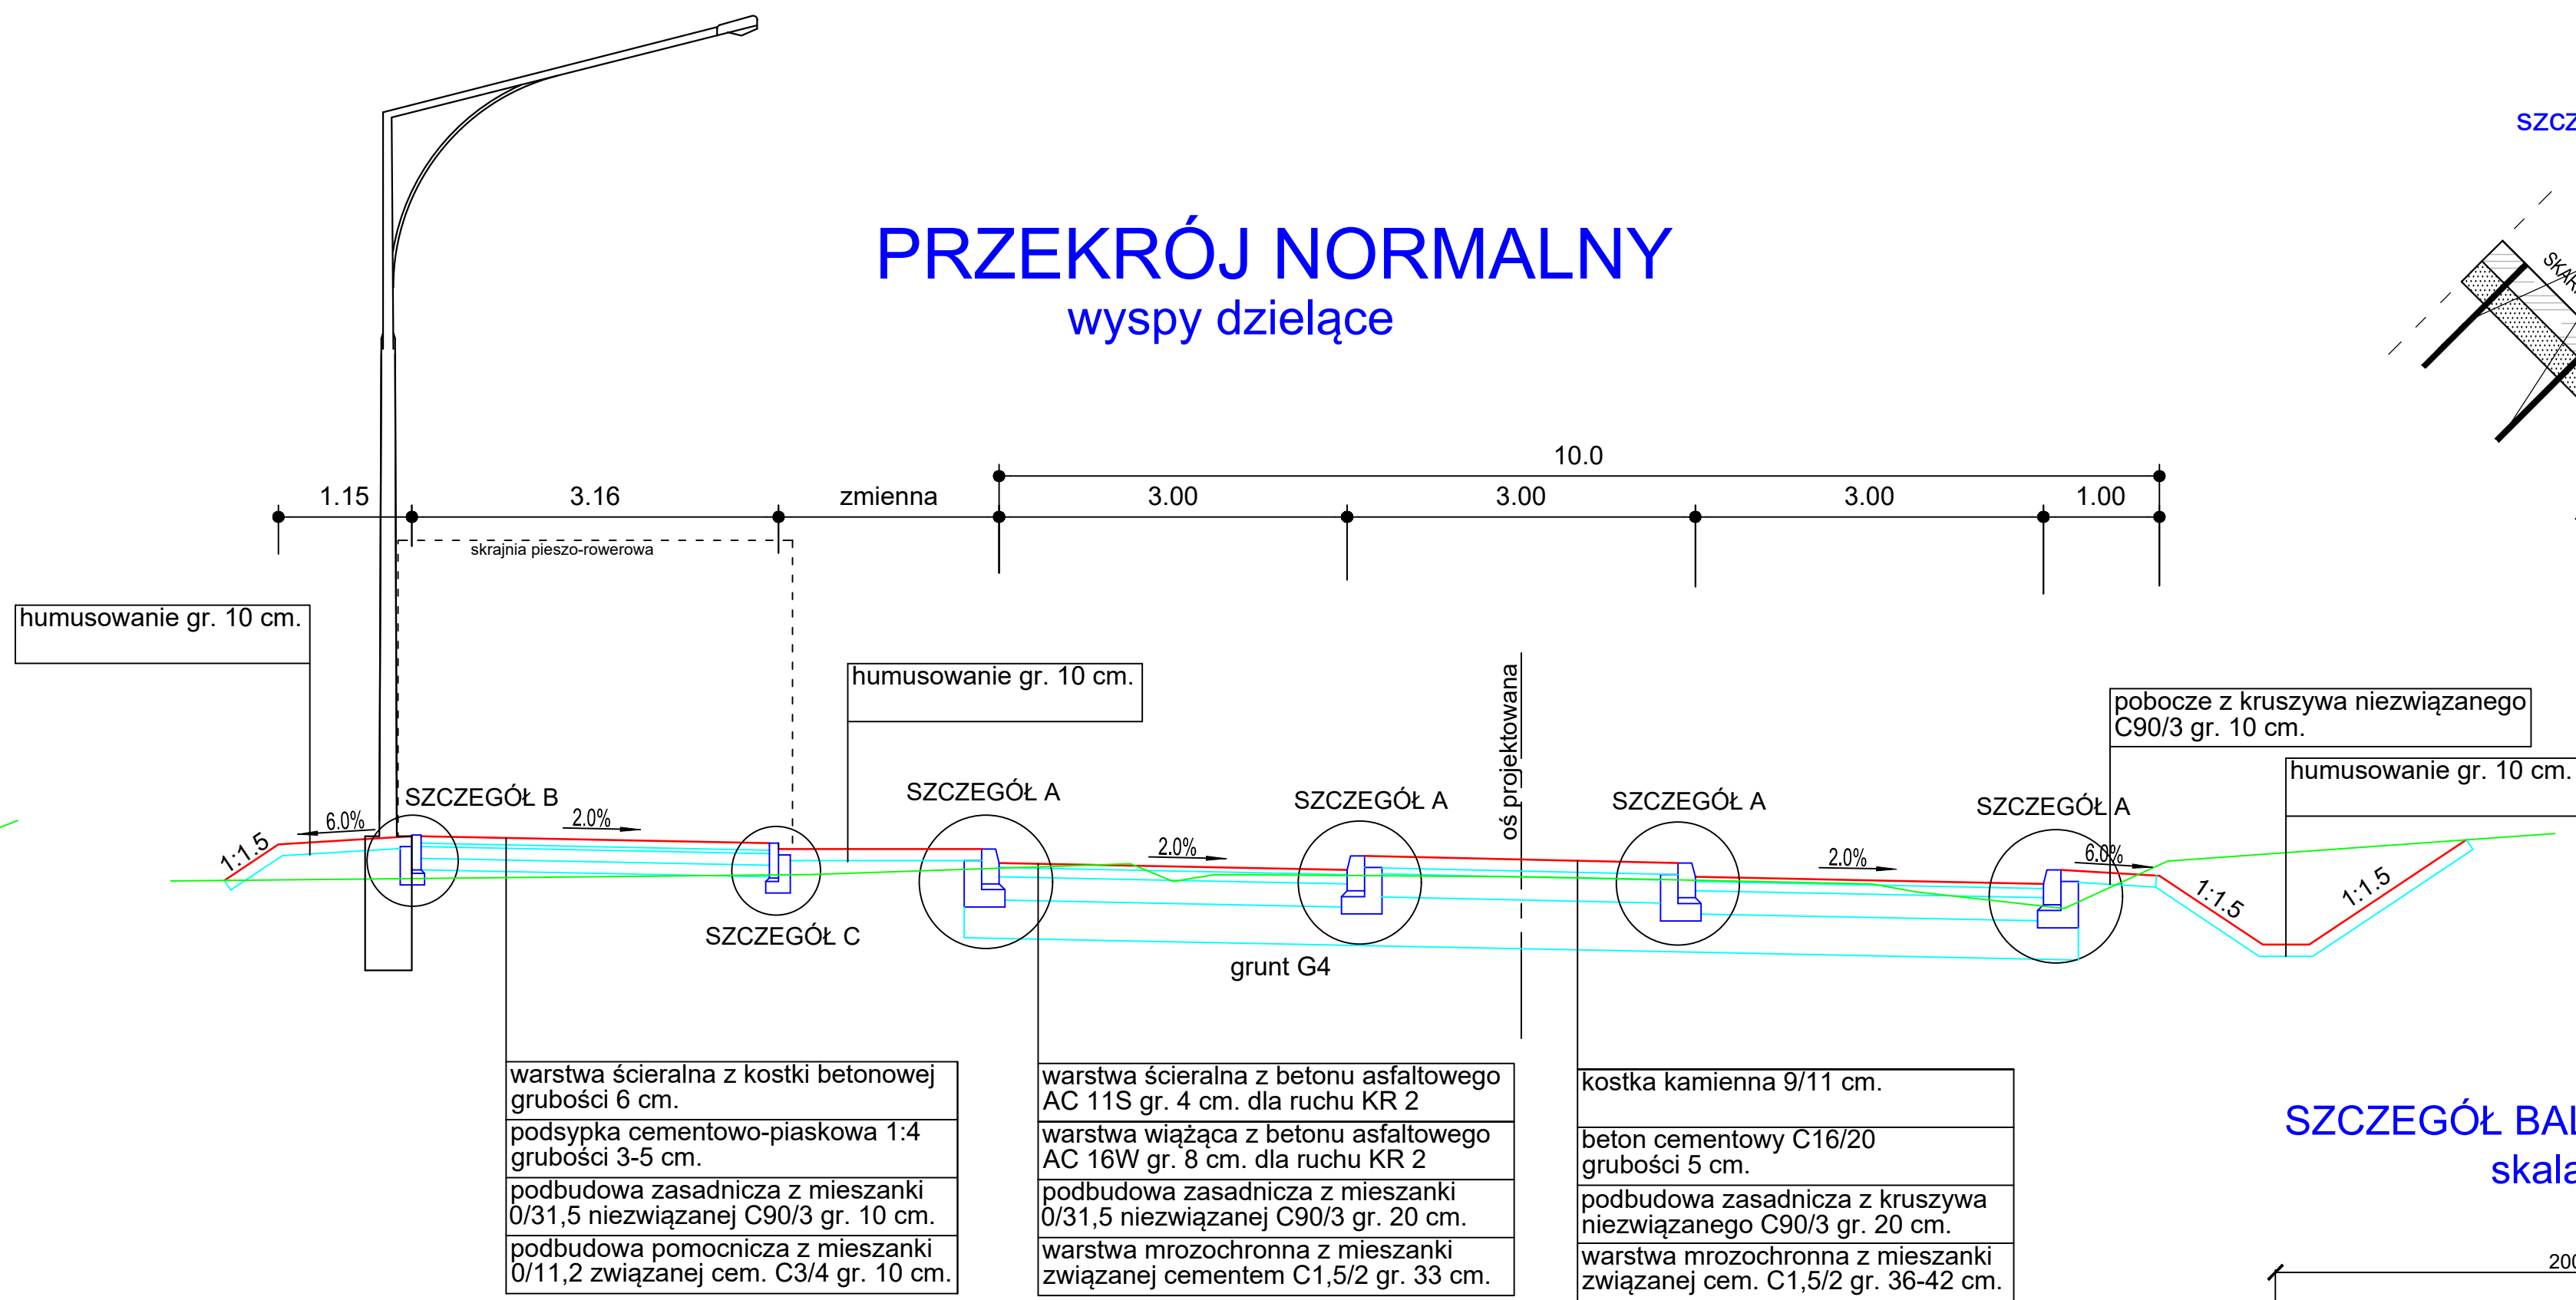 PRZEKRÓJ NORMALNY
wyspy dzielące
10.0
1.15
3.16
zmienna
3.00
3.00
3.00
1.00
skrajnia pieszo-rowerowa
humusowanie gr. 10 cm.
humusowanie gr. 10 cm.
oś projektowana
pobocze z kruszywa niezwiązanego
C90/3 gr. 10 cm.
humusowanie gr. 10 cm.
SZCZEGÓŁ B
SZCZEGÓŁ A
SZCZEGÓŁ A
SZCZEGÓŁ A
SZCZEGÓŁ A
1:1.5
6.0%
2.0%
2.0%
2.0%
6.0%
1:1.5
1:1.5
SZCZEGÓŁ C
grunt G4
warstwa ścieralna z kostki betonowej
grubości 6 cm.
podsypka cementowo-piaskowa 1:4
grubości 3-5 cm.
podbudowa zasadnicza z mieszanki
0/31,5 niezwiązanej C90/3 gr. 10 cm.
podbudowa pomocnicza z mieszanki
0/11,2 związanej cem. C3/4 gr. 10 cm.
warstwa ścieralna z betonu asfaltowego
AC 11S gr. 4 cm. dla ruchu KR 2
warstwa wiążąca z betonu asfaltowego
AC 16W gr. 8 cm. dla ruchu KR 2
podbudowa zasadnicza z mieszanki
0/31,5 niezwiązanej C90/3 gr. 20 cm.
warstwa mrozochronna z mieszanki
związanej cementem C1,5/2 gr. 33 cm.
kostka kamienna 9/11 cm.
beton cementowy C16/20
grubości 5 cm.
podbudowa zasadnicza z kruszywa
niezwiązanego C90/3 gr. 20 cm.
warstwa mrozochronna z mieszanki
związanej cem. C1,5/2 gr. 36-42 cm.
SZCZEGÓŁ
skala